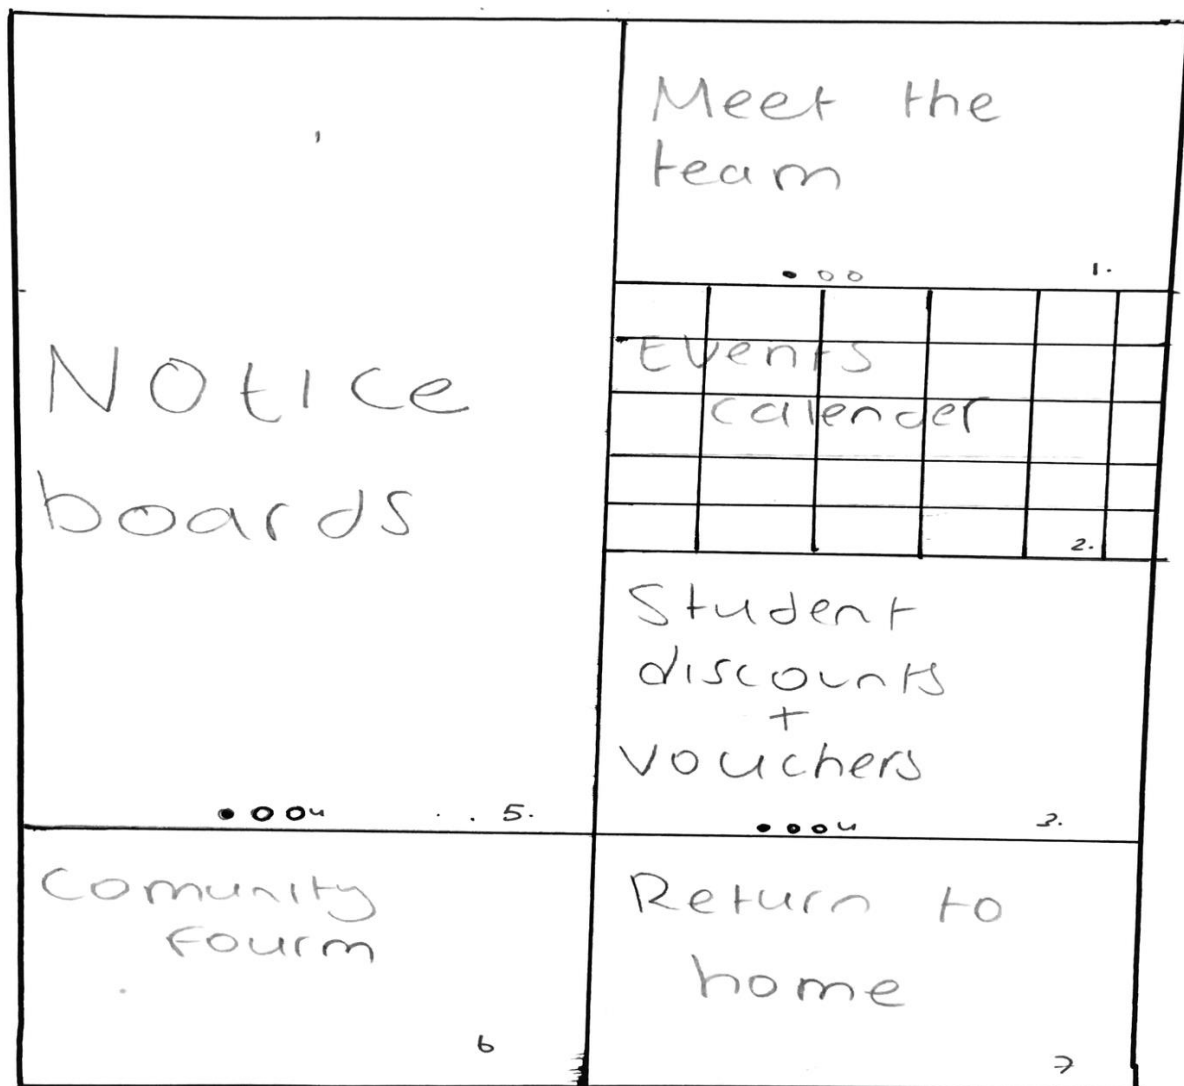 Notice
boards
5.
Meet the
team
1.
Events
calender
2.
Student
discounts
+
vouchers
3.
Comunity
Fourm
6
Return to
home
7